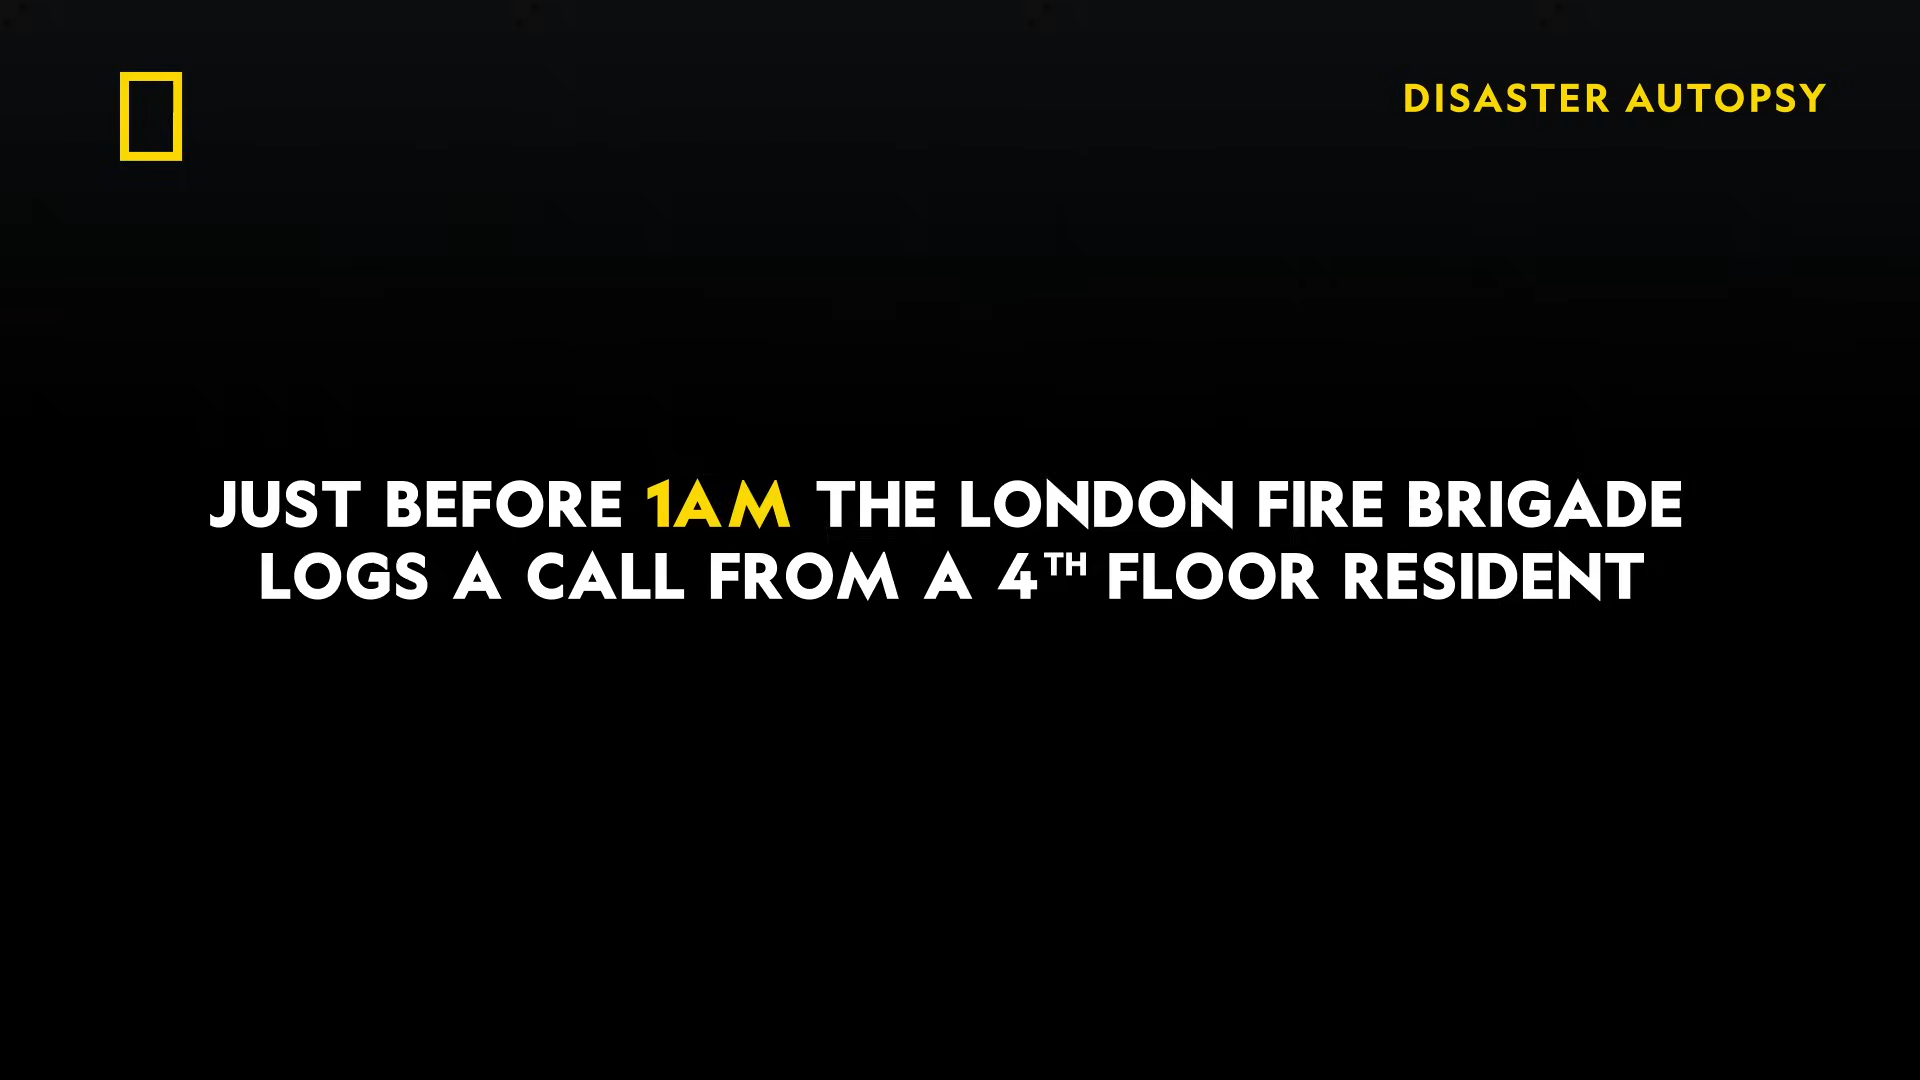 DISASTER AUTOPSY
JUST BEFORE 1AM THE LONDON FIRE BRIGADE
LOGS A CALL FROM A 4TH FLOOR RESIDENT